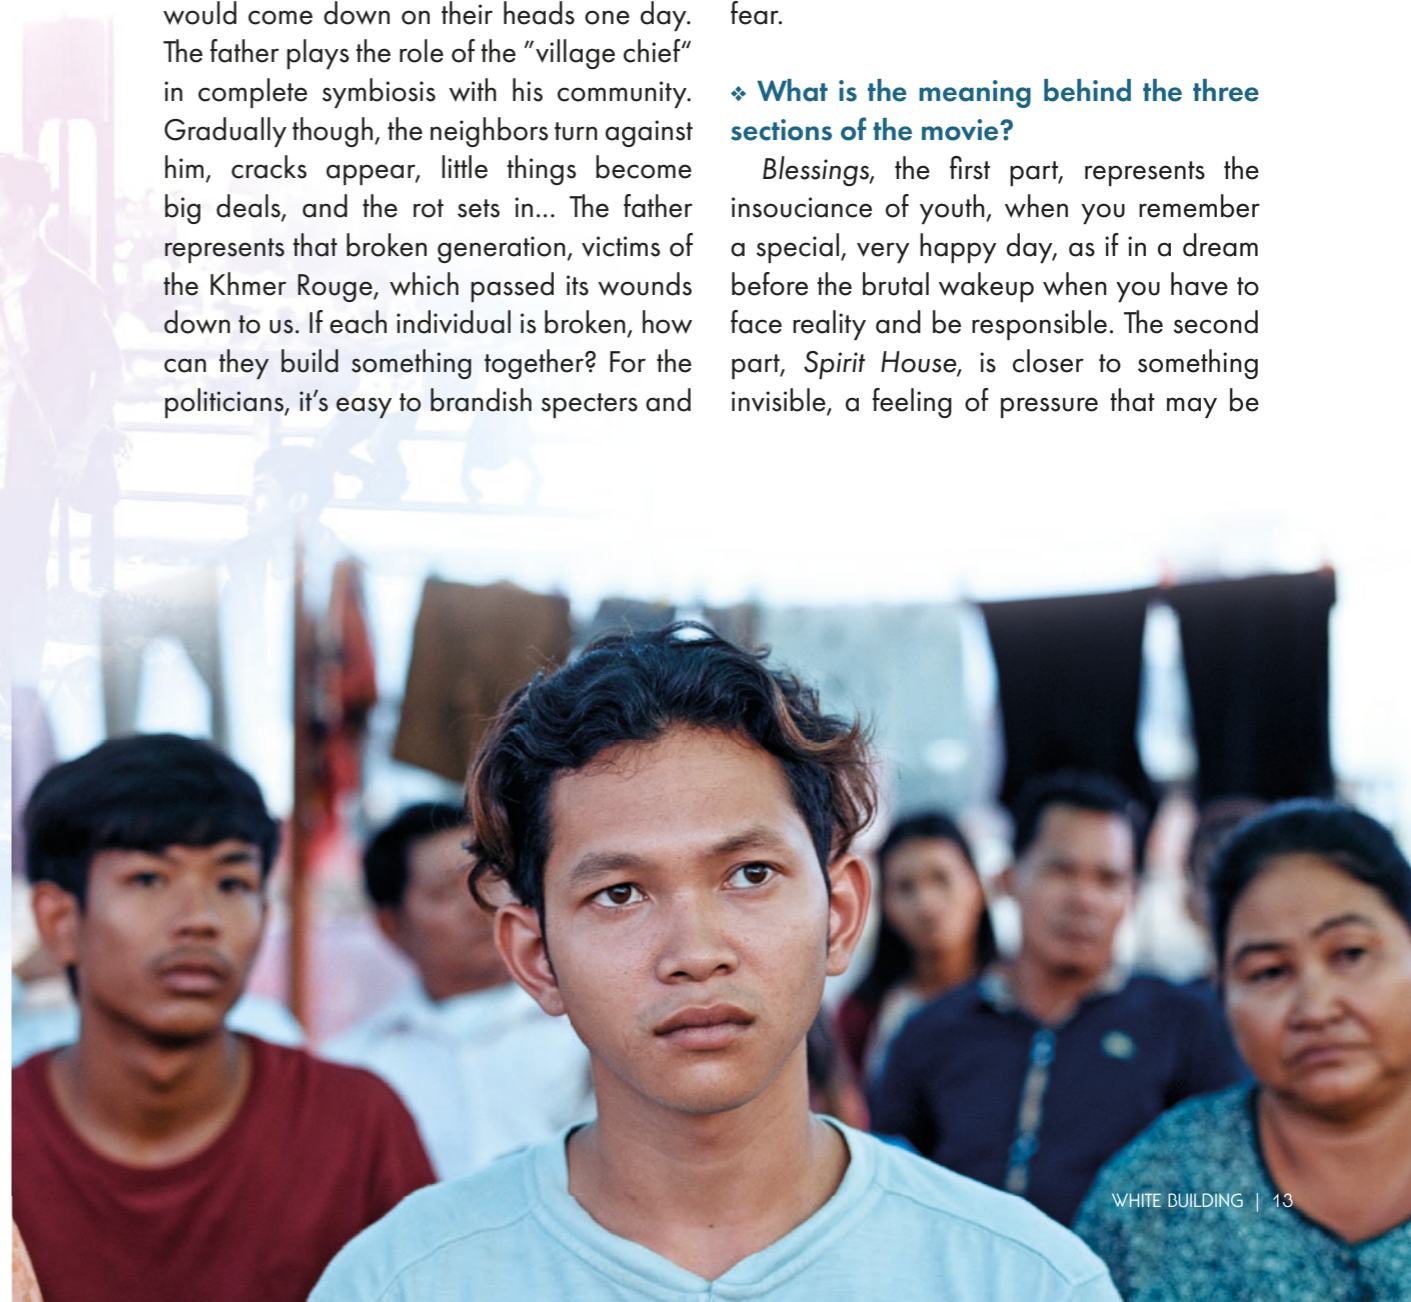 would come down on their heads one day.
The father plays the role of the ″village chief“
in complete symbiosis with his community.
Gradually though, the neighbors turn against
him, cracks appear, little things become
big deals, and the rot sets in... The father
represents that broken generation, victims of
the Khmer Rouge, which passed its wounds
down to us. If each individual is broken, how
can they build something together? For the
politicians, it’s easy to brandish specters and
fear.
❖ What is the meaning behind the three
sections of the movie?
Blessings, the first part, represents the
insouciance of youth, when you remember
a special, very happy day, as if in a dream
before the brutal wakeup when you have to
face reality and be responsible. The second
part, Spirit House, is closer to something
invisible, a feeling of pressure that may be
WHITE BUILDING | 13